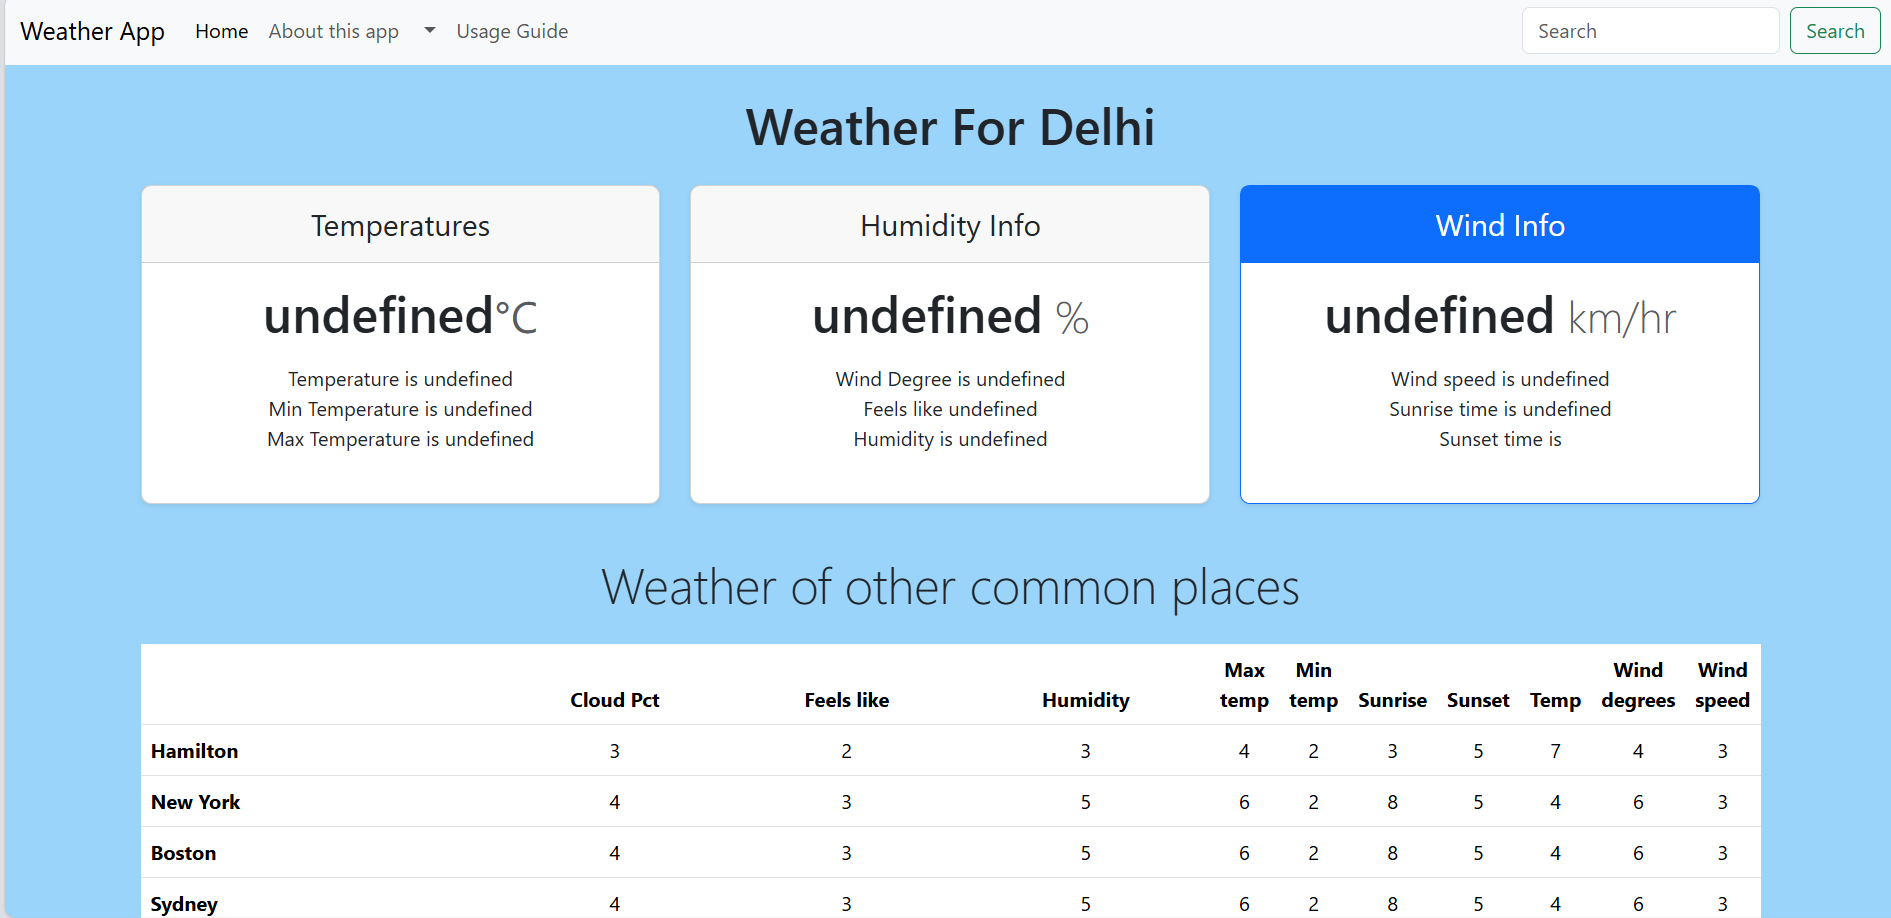 Weather App Home About this app Usage Guide Search Search
Weather For Delhi
Temperatures
undefined°C
Temperature is undefined
Min Temperature is undefined
Max Temperature is undefined
Humidity Info
undefined %
Wind Degree is undefined
Feels like undefined
Humidity is undefined
Wind Info
undefined km/hr
Wind speed is undefined
Sunrise time is undefined
Sunset time is
Weather of other common places
Cloud Pct Feels like Humidity Max temp Min temp Sunrise Sunset Temp Wind degrees Wind speed
Hamilton 3 2 3 4 2 3 5 7 4 3
New York 4 3 5 6 2 8 5 4 6 3
Boston 4 3 5 6 2 8 5 4 6 3
Sydney 4 3 5 6 2 8 5 4 6 3